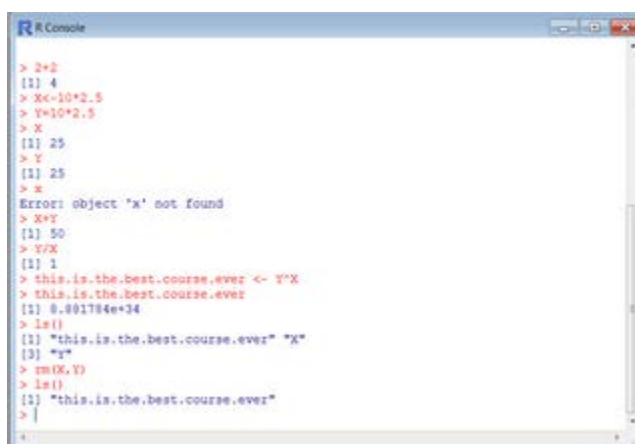 R Console
> 2+2
[1] 4
> X<-10*2.5
> Y=10*2.5
> X
[1] 25
> Y
[1] 25
> x
Error: object 'x' not found
> X+Y
[1] 50
> Y/X
[1] 1
> this.is.the.best.course.ever <- Y^X
> this.is.the.best.course.ever
[1] 8.881784e+34
> ls()
[1] "this.is.the.best.course.ever" "X"
[3] "Y"
> rm(X,Y)
> ls()
[1] "this.is.the.best.course.ever"
>